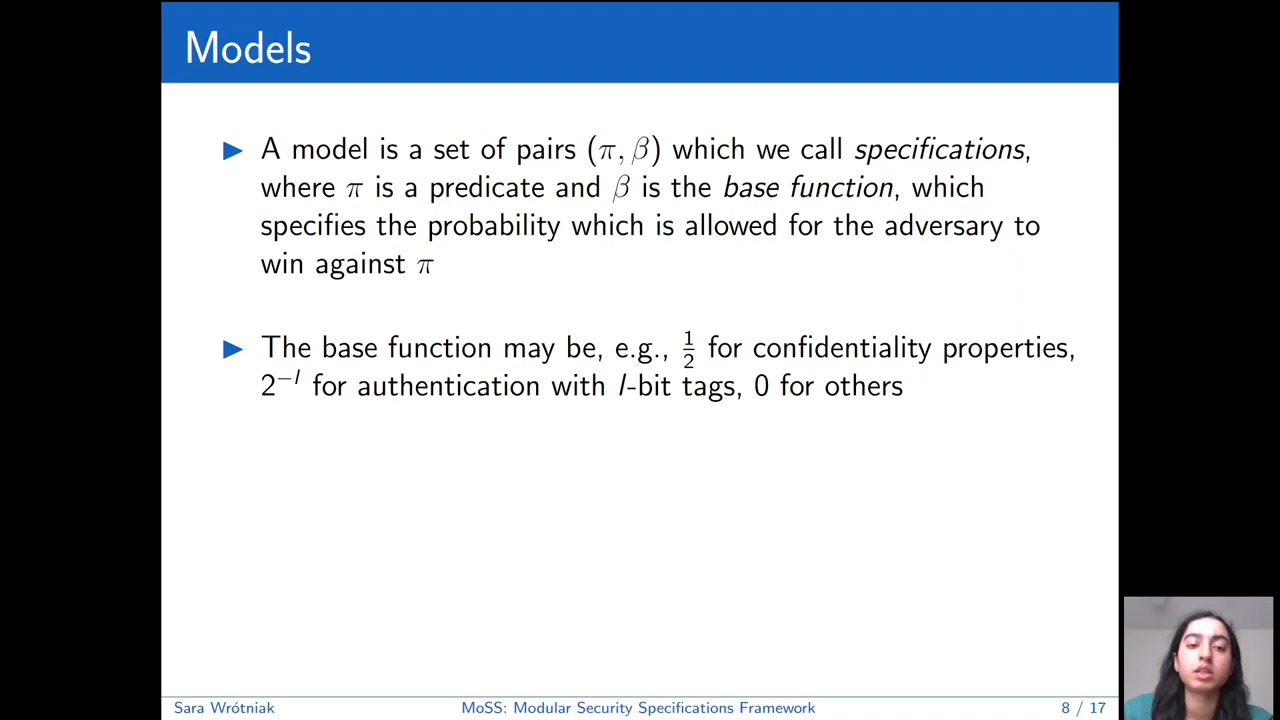 Models
▶ A model is a set of pairs (π, β) which we call specifications,
where π is a predicate and β is the base function, which
specifies the probability which is allowed for the adversary to
win against π
▶ The base function may be, e.g., 1/2 for confidentiality properties,
2^{−l} for authentication with l-bit tags, 0 for others
Sara Wrótniak MoSS: Modular Security Specifications Framework 8 / 17